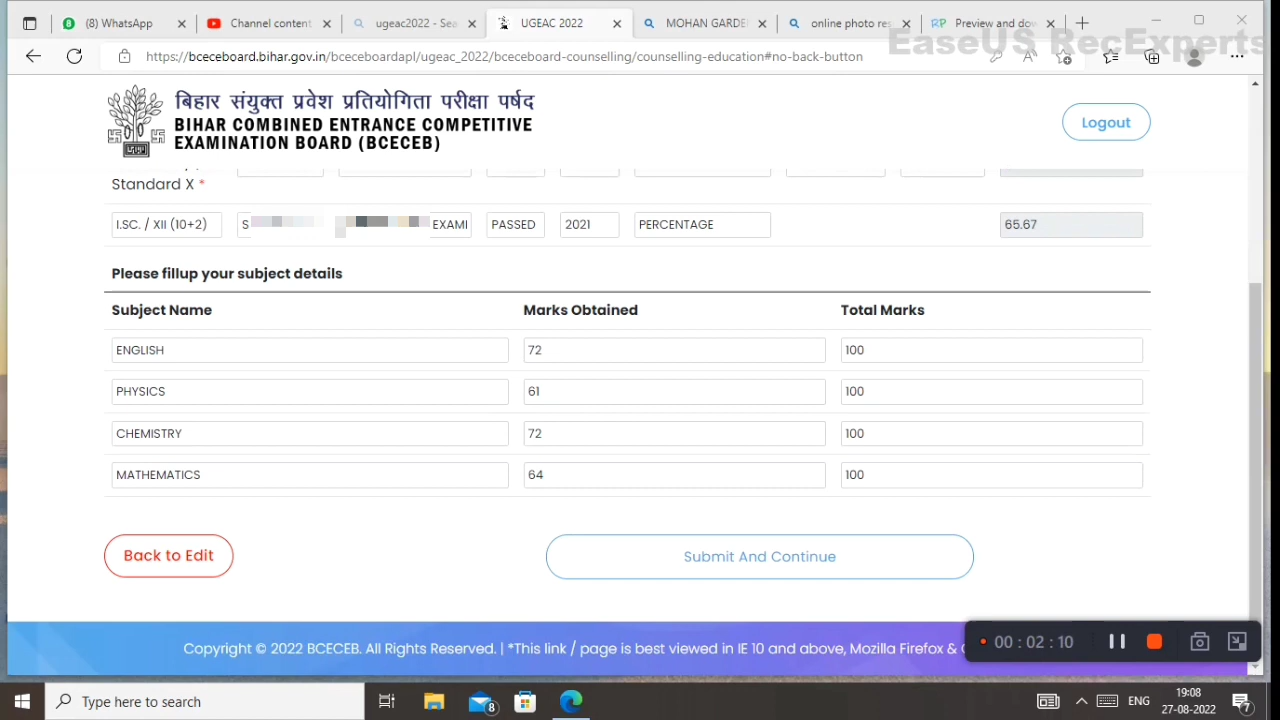 (8) WhatsApp
Channel content
ugeac2022 - Sea
UGEAC 2022
MOHAN GARDE
online photo res
Preview and dow
EaseUS RecExperts
https://bceceboard.bihar.gov.in/bceceboardapl/ugeac_2022/bceceboard-counselling/counselling-education#no-back-button
बिहार संयुक्त प्रवेश प्रतियोगिता परीक्षा पर्षद
BIHAR COMBINED ENTRANCE COMPETITIVE
EXAMINATION BOARD (BCECEB)
Logout
Standard X *
I.SC. / XII (10+2) S EXAMI PASSED 2021 PERCENTAGE 65.67
Please fillup your subject details
Subject Name Marks Obtained Total Marks
ENGLISH 72 100
PHYSICS 61 100
CHEMISTRY 72 100
MATHEMATICS 64 100
Back to Edit
Submit And Continue
Copyright © 2022 BCECEB. All Rights Reserved. | *This link / page is best viewed in IE 10 and above, Mozilla Firefox &
00 : 02 : 10
Type here to search
8
ENG
19:08
27-08-2022
7